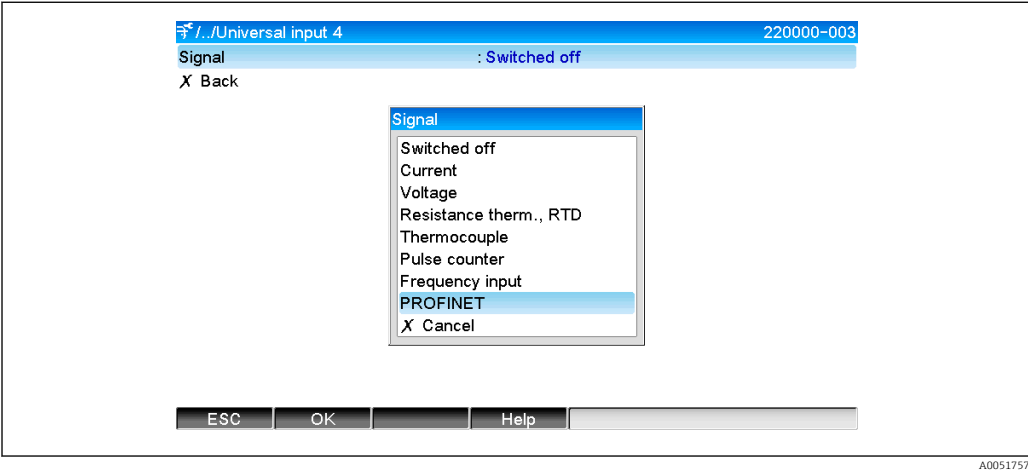 /../Universal input 4 220000-003
Signal : Switched off
X Back
Signal
Switched off
Current
Voltage
Resistance therm., RTD
Thermocouple
Pulse counter
Frequency input
PROFINET
X Cancel
ESC OK Help
A0051757